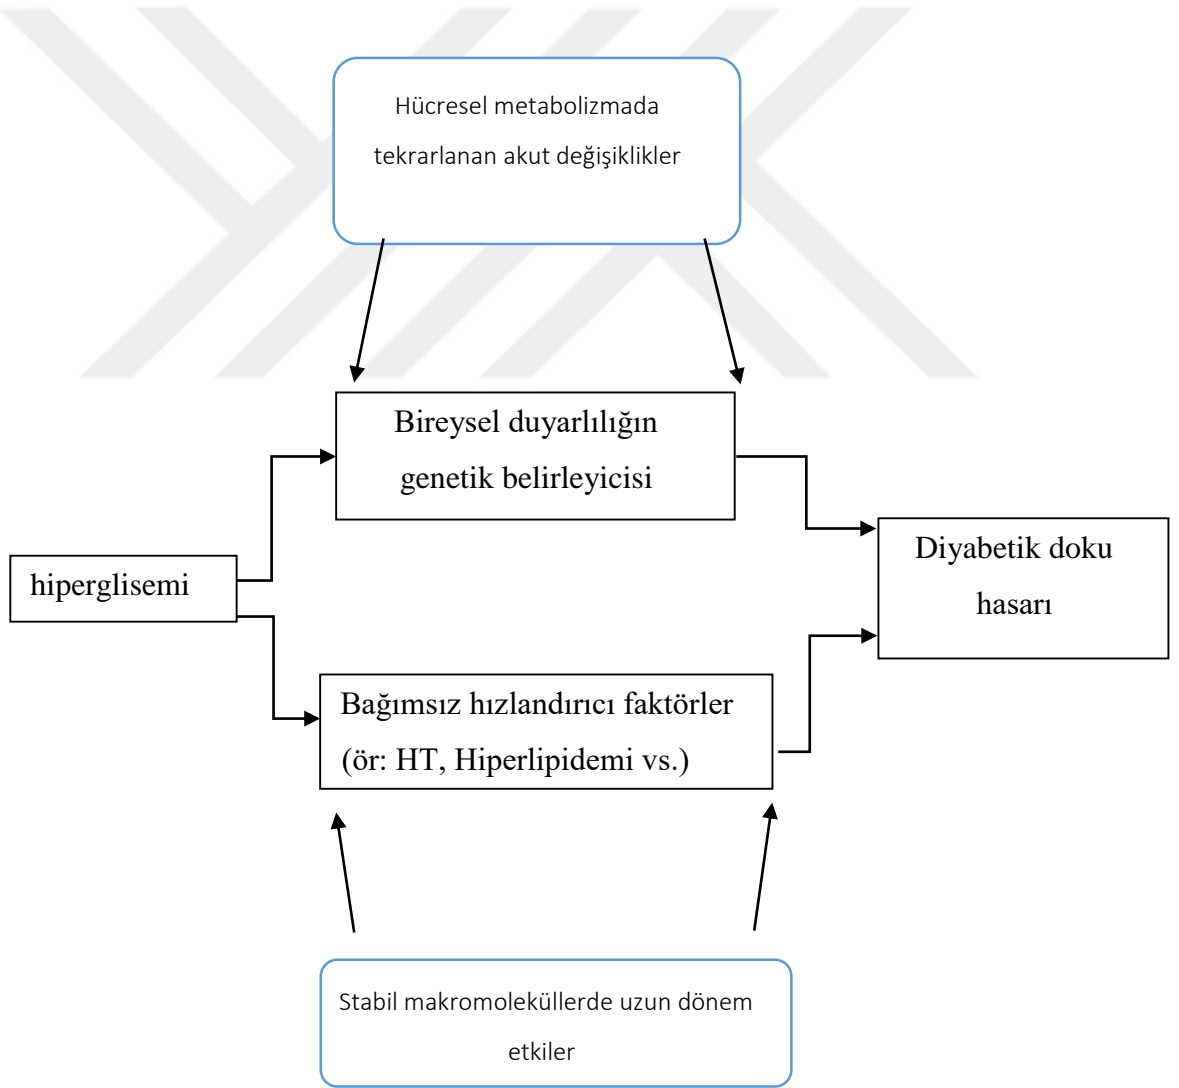 Hücresel metabolizmada
tekrarlanan akut değişiklikler
Bireysel duyarlılığın
genetik belirleyicisi
hiperglisemi
Diyabetik doku
hasarı
Bağımsız hızlandırıcı faktörler
(ör: HT, Hiperlipidemi vs.)
Stabil makromoleküllerde uzun dönem
etkiler